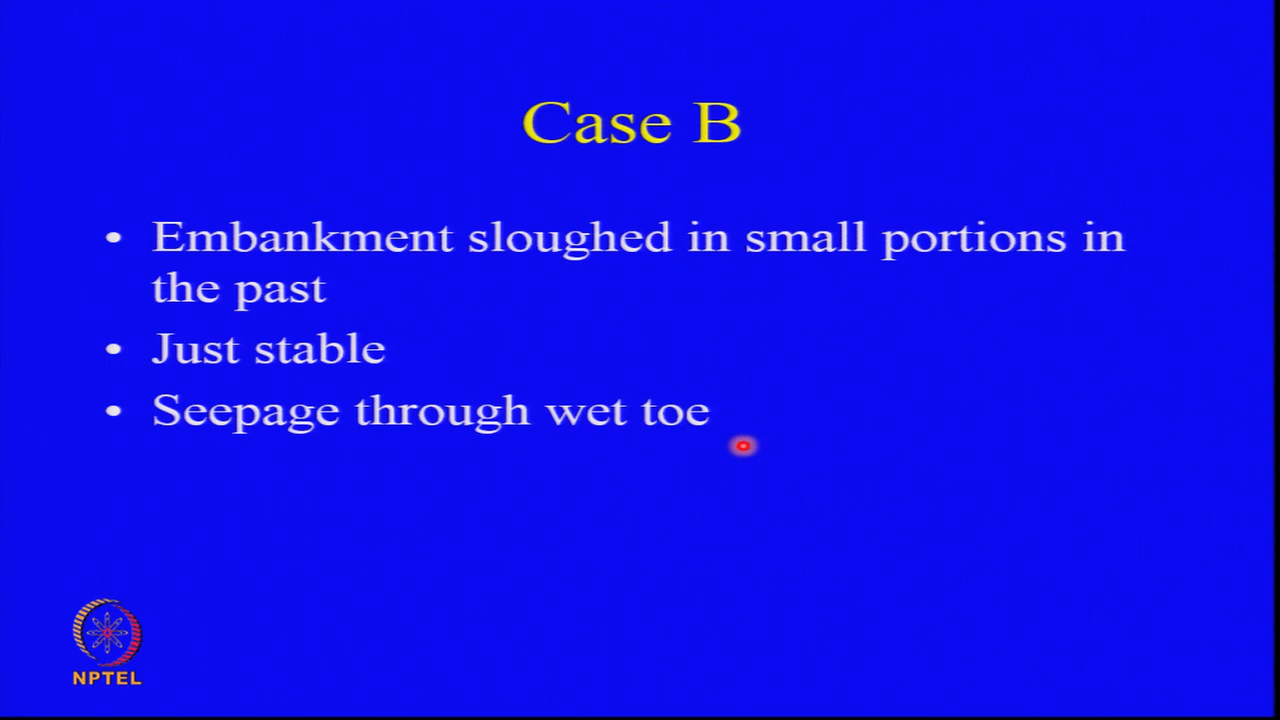 Case B
• Embankment sloughed in small portions in
the past
• Just stable
• Seepage through wet toe
NPTEL